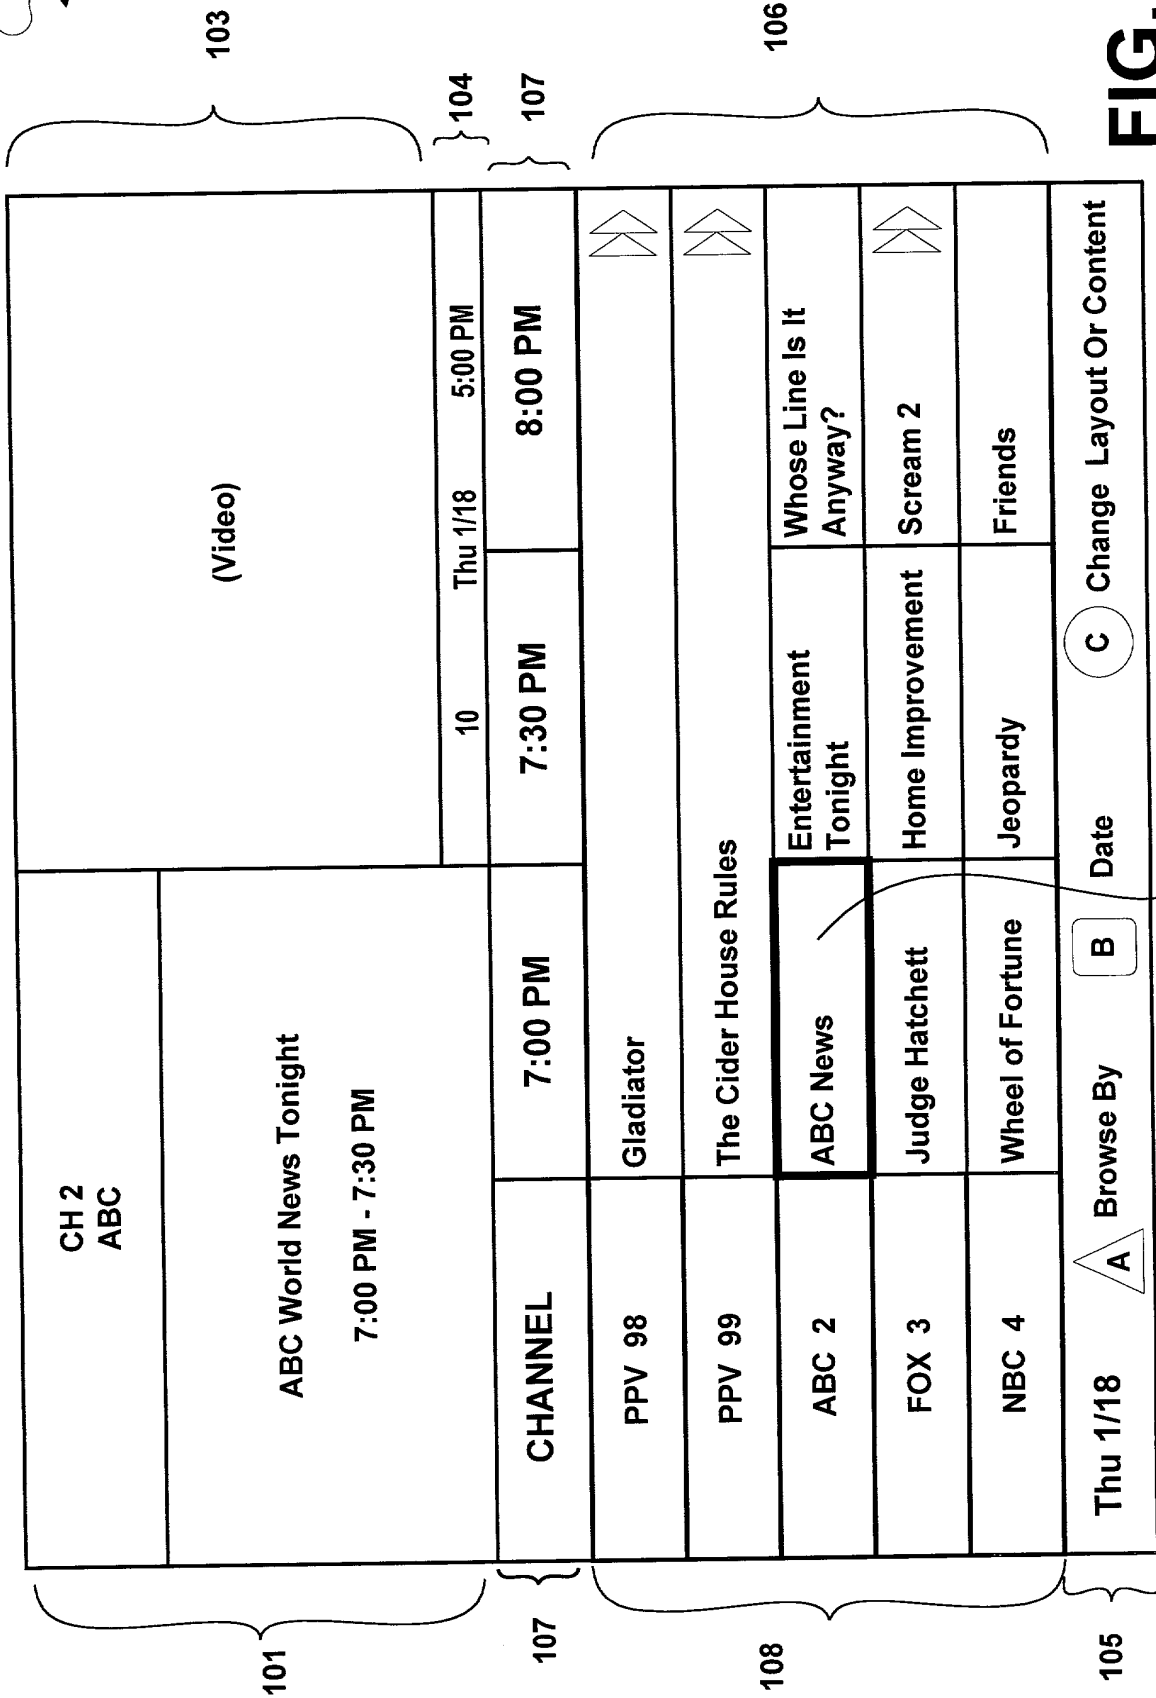 103
106
104
107
CH 2
ABC
(Video)
ABC World News Tonight
7:00 PM - 7:30 PM
10 Thu 1/18 5:00 PM
CHANNEL 7:00 PM 7:30 PM 8:00 PM
PPV 98 Gladiator
PPV 99 The Cider House Rules
ABC 2 ABC News Entertainment Tonight Whose Line Is It Anyway?
FOX 3 Judge Hatchett Home Improvement Scream 2
NBC 4 Wheel of Fortune Jeopardy Friends
Thu 1/18 A Browse By B Date C Change Layout Or Content
101
107
108
105
FIG.